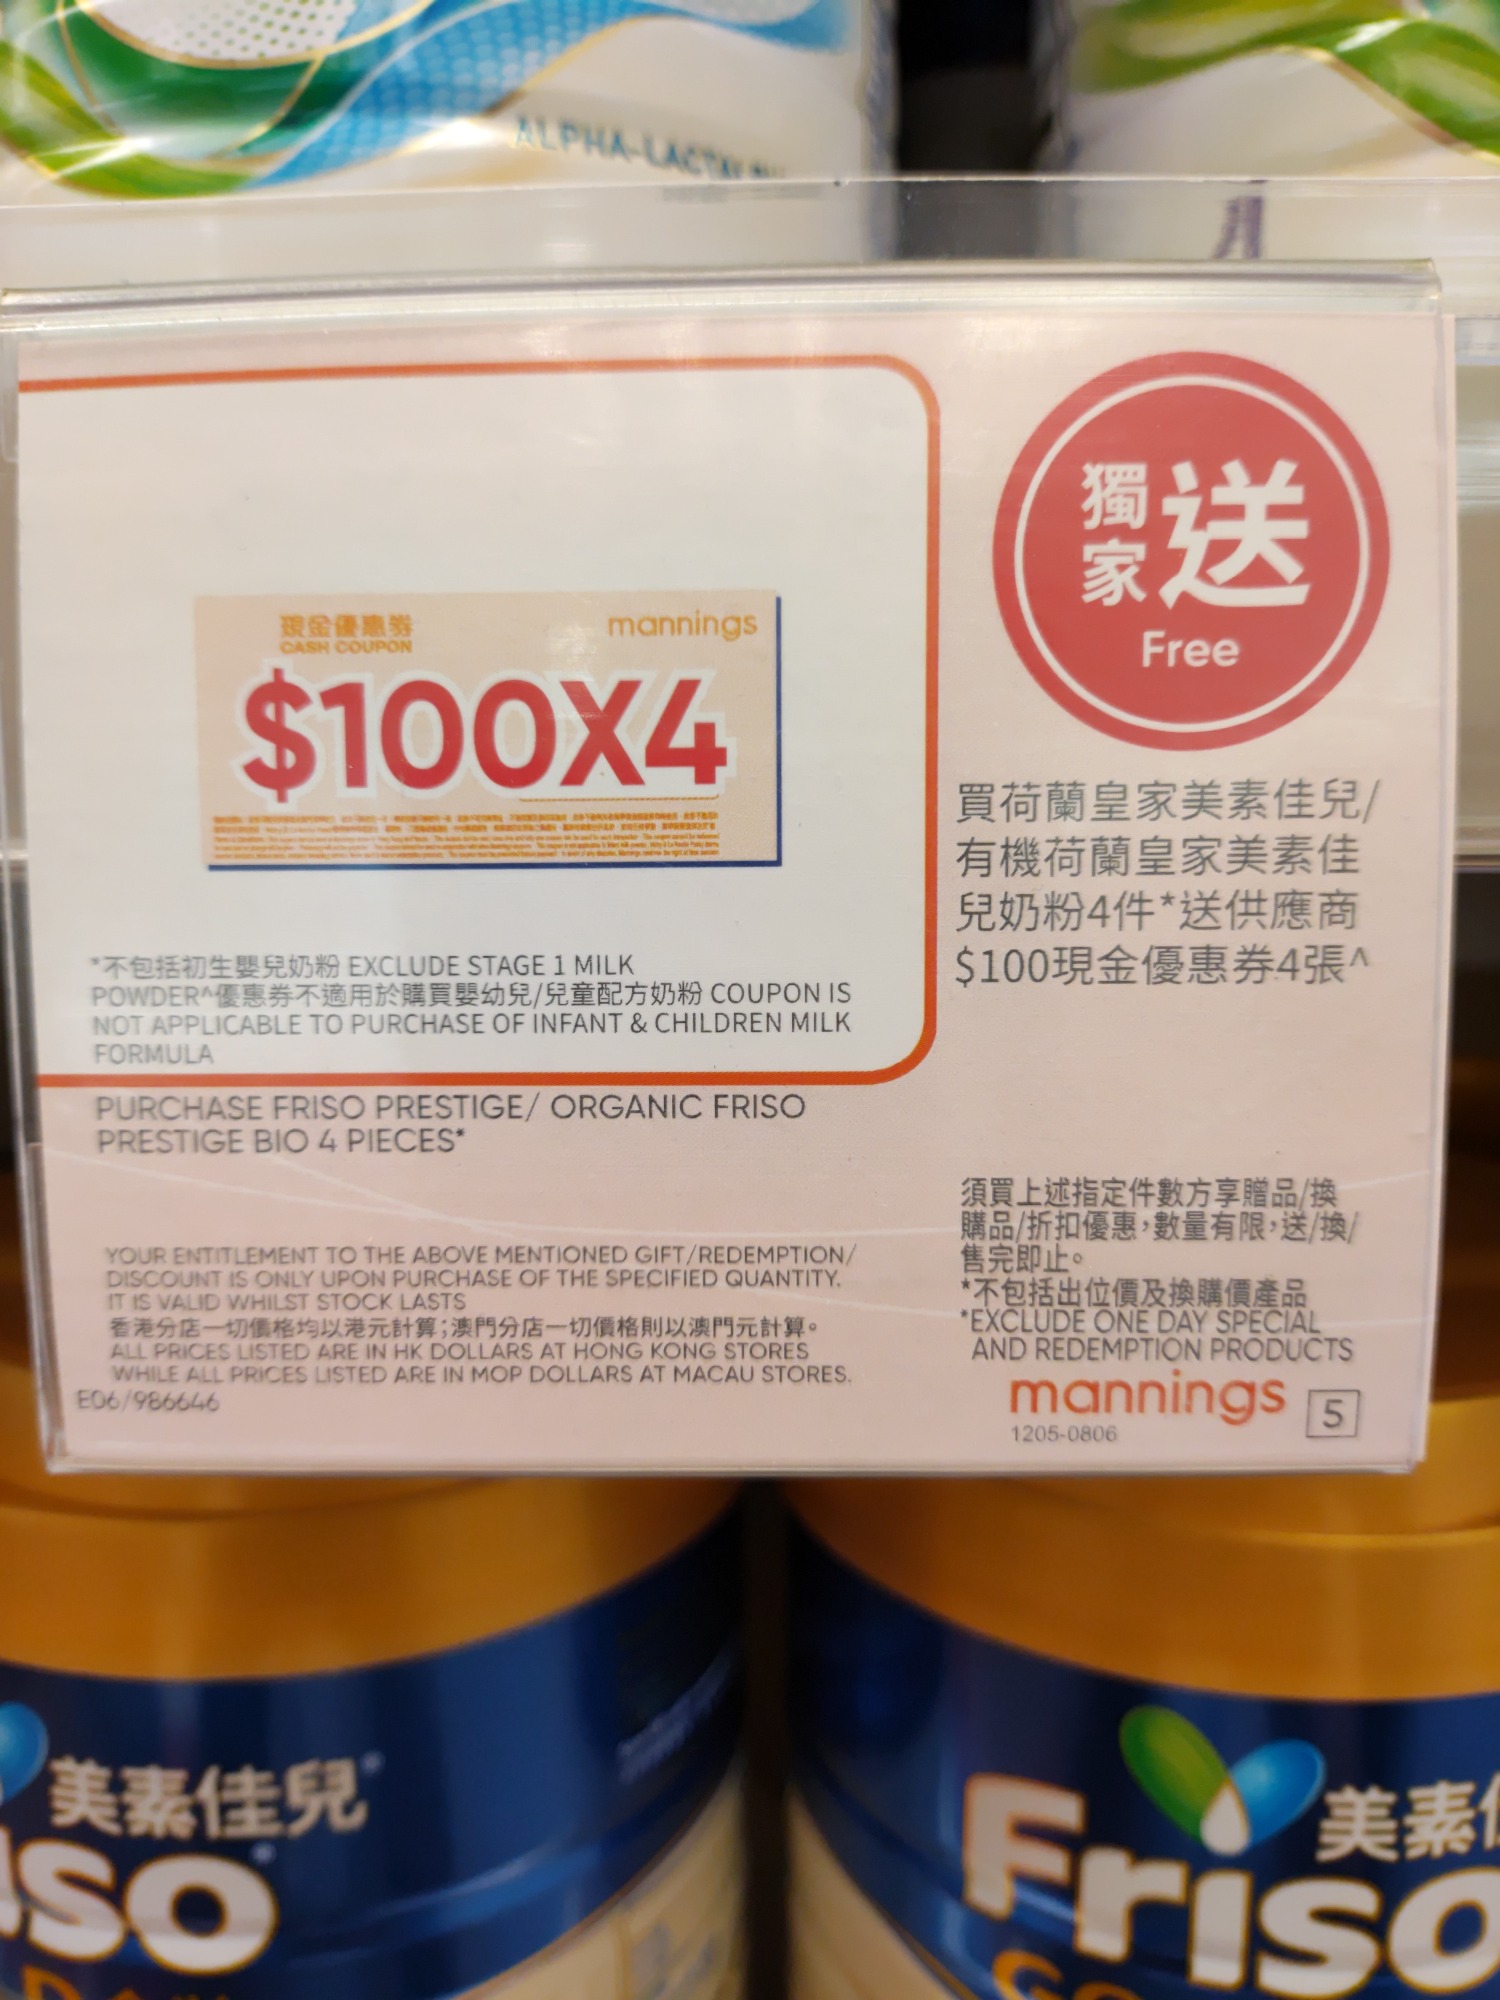 月
獨家送
Free
現金優惠券
mannings
CASH COUPON
$100X4
買荷蘭皇家美素佳兒/
有機荷蘭皇家美素佳
兒奶粉4件*送供應商
$100現金優惠券4張^
*不包括初生嬰兒奶粉 EXCLUDE STAGE 1 MILK
POWDER^優惠券不適用於購買嬰幼兒/兒童配方奶粉 COUPON IS
NOT APPLICABLE TO PURCHASE OF INFANT & CHILDREN MILK
FORMULA
PURCHASE FRISO PRESTIGE/ ORGANIC FRISO
PRESTIGE BIO 4 PIECES*
YOUR ENTITLEMENT TO THE ABOVE MENTIONED GIFT/REDEMPTION/
DISCOUNT IS ONLY UPON PURCHASE OF THE SPECIFIED QUANTITY.
IT IS VALID WHILST STOCK LASTS
香港分店一切價格均以港元計算;澳門分店一切價格則以澳門元計算。
ALL PRICES LISTED ARE IN HK DOLLARS AT HONG KONG STORES
WHILE ALL PRICES LISTED ARE IN MOP DOLLARS AT MACAU STORES.
E06/986646
須買上述指定件數方享贈品/換
購品/折扣優惠,數量有限,送/換/
售完即止。
*不包括出位價及換購價產品
*EXCLUDE ONE DAY SPECIAL
AND REDEMPTION PRODUCTS
mannings 5
1205-0806
美素佳兒
iso
美素佳
Friso